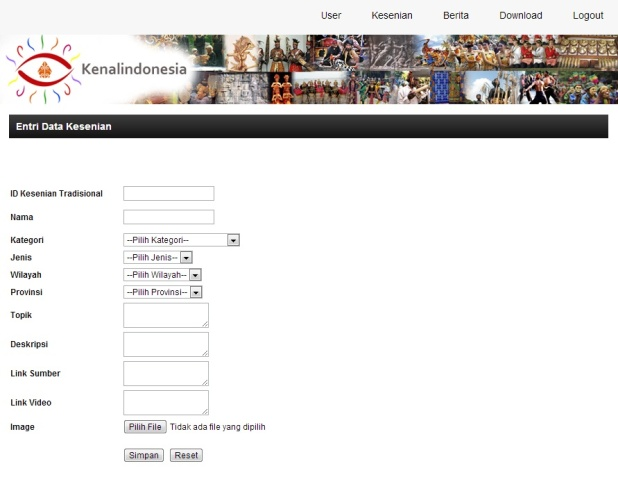 User Kesenian Berita Download Logout
Kenalindonesia
Entri Data Kesenian
ID Kesenian Tradisional
Nama
Kategori --Pilih Kategori--
Jenis --Pilih Jenis--
Wilayah --Pilih Wilayah--
Provinsi --Pilih Provinsi--
Topik
Deskripsi
Link Sumber
Link Video
Image Pilih File Tidak ada file yang dipilih
Simpan Reset